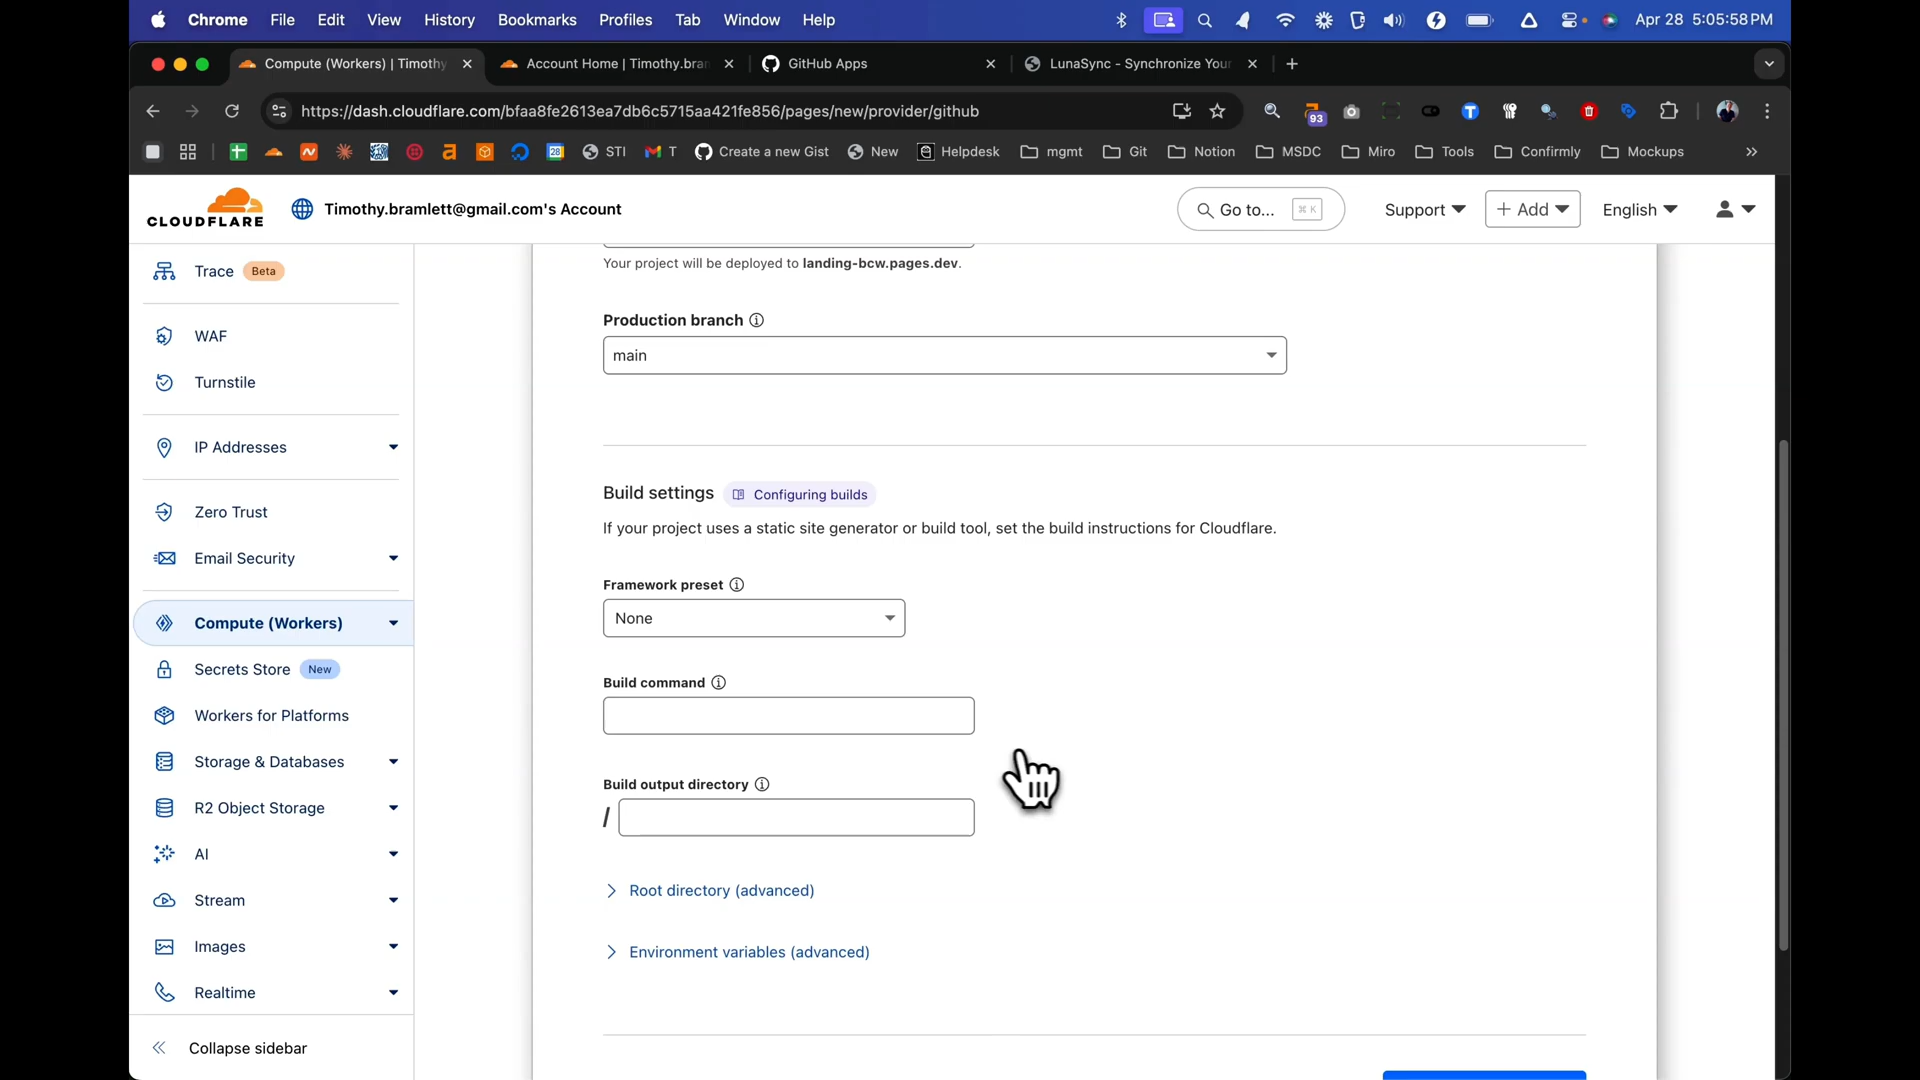 Chrome File Edit View History Bookmarks Profiles Tab Window Help Apr 28 5:05:58 PM
Compute (Workers) | Timothy Account Home | Timothy.bran GitHub Apps LunaSync - Synchronize Your
https://dash.cloudflare.com/bfaa8fe2613ea7db6c5715aa421fe856/pages/new/provider/github 93
STI T Create a new Gist New Helpdesk mgmt Git Notion MSDC Miro Tools Confirmly Mockups
CLOUDFLARE Timothy.bramlett@gmail.com's Account Go to... ⌘ K Support + Add English
Trace Beta
WAF
Turnstile
IP Addresses
Zero Trust
Email Security
Compute (Workers)
Secrets Store New
Workers for Platforms
Storage & Databases
R2 Object Storage
AI
Stream
Images
Realtime
Collapse sidebar
Your project will be deployed to landing-bcw.pages.dev.
Production branch
main
Build settings Configuring builds
If your project uses a static site generator or build tool, set the build instructions for Cloudflare.
Framework preset
None
Build command
Build output directory
/
Root directory (advanced)
Environment variables (advanced)